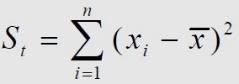 $S_t = \sum_{i=1}^{n} (x_i - \overline{x})^2$